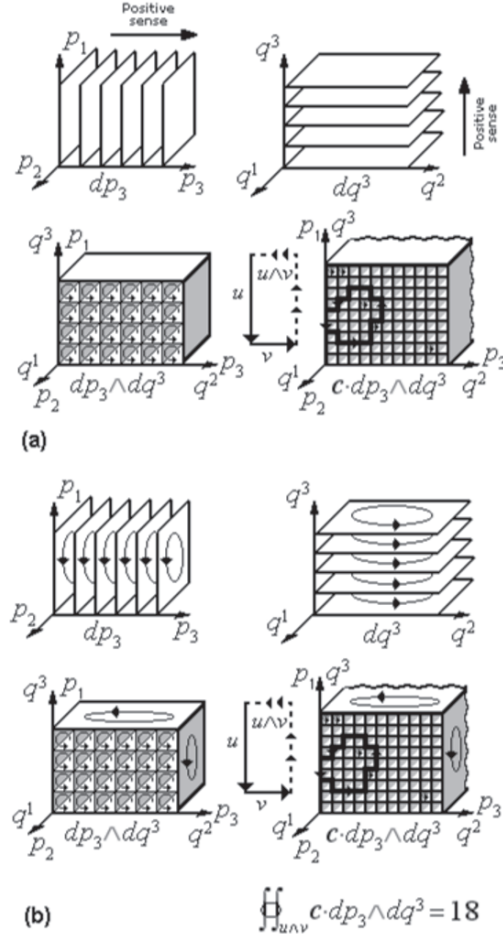 Positive
sense
p₁
p₂
dp₃
p₃
q³
Positive
sense
q¹
dq³
q²
q³ p₁
u
u∧v
v
q¹ p₂
dp₃∧dq³
q² p₃
p₁ q³
q¹ p₂
c·dp₃∧dq³
q² p₃
(a)
p₁
p₂
dp₃
p₃
q³
q¹
dq³
q²
q³ p₁
u
u∧v
v
q¹ p₂
dp₃∧dq³
q² p₃
p₁ q³
q¹ p₂
c·dp₃∧dq³
q² p₃
(b)
∯u∧v c·dp₃∧dq³ = 18